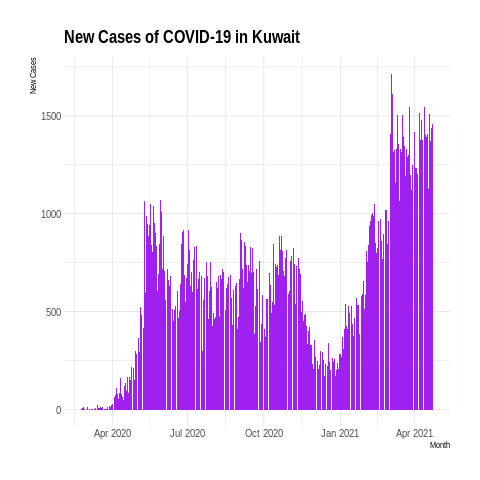 New Cases of COVID-19 in Kuwait
New Cases
1500
1000
500
0
Apr 2020 Jul 2020 Oct 2020 Jan 2021 Apr 2021
Month